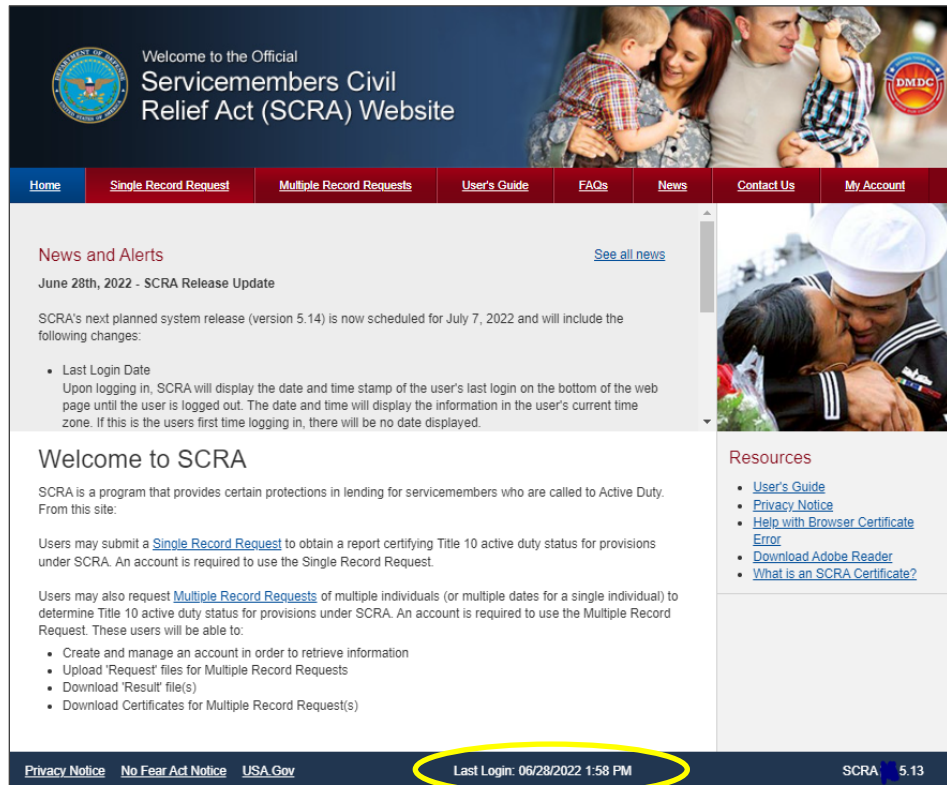 Welcome to the Official
Servicemembers Civil
Relief Act (SCRA) Website
DMDC
Home Single Record Request Multiple Record Requests User's Guide FAQs News Contact Us My Account
News and Alerts See all news
June 28th, 2022 - SCRA Release Update
SCRA's next planned system release (version 5.14) is now scheduled for July 7, 2022 and will include the
following changes:
• Last Login Date
Upon logging in, SCRA will display the date and time stamp of the user's last login on the bottom of the web
page until the user is logged out. The date and time will display the information in the user's current time
zone. If this is the users first time logging in, there will be no date displayed.
Welcome to SCRA
SCRA is a program that provides certain protections in lending for servicemembers who are called to Active Duty.
From this site:
Users may submit a Single Record Request to obtain a report certifying Title 10 active duty status for provisions
under SCRA. An account is required to use the Single Record Request.
Users may also request Multiple Record Requests of multiple individuals (or multiple dates for a single individual) to
determine Title 10 active duty status for provisions under SCRA. An account is required to use the Multiple Record
Request. These users will be able to:
• Create and manage an account in order to retrieve information
• Upload 'Request' files for Multiple Record Requests
• Download 'Result' file(s)
• Download Certificates for Multiple Record Request(s)
Resources
• User's Guide
• Privacy Notice
• Help with Browser Certificate
Error
• Download Adobe Reader
• What is an SCRA Certificate?
Privacy Notice No Fear Act Notice USA.Gov Last Login: 06/28/2022 1:58 PM SCRA 5.13